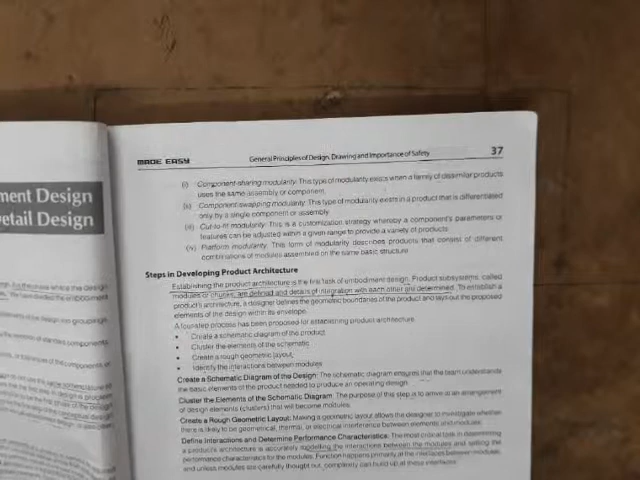 ment Design
etail Design
MADE EASY General Principles of Design, Drawing and Importance of Safety 37
(i) Component-sharing modularity: This type of modularity exists when a family of dissimilar products
uses the same assembly or component.
(ii) Component-swapping modularity: This type of modularity exists in a product that is differentiated
only by a single component or assembly.
(iii) Cut-to-fit modularity: This is a customization strategy whereby a component's parameters or
features can be adjusted within a given range to provide a variety of products.
(iv) Platform modularity: This form of modularity describes products that consist of different
combinations of modules assembled on the same basic structure.
Steps in Developing Product Architecture
Establishing the product architecture is the first task of embodiment design. Product subsystems, called
modules or chunks, are defined and details of integration with each other are determined. To establish a
product's architecture, a designer defines the geometric boundaries of the product and lays out the proposed
elements of the design within its envelope.
A four-step process has been proposed for establishing product architecture.
• Create a schematic diagram of the product
• Cluster the elements of the schematic
• Create a rough geometric layout,
• Identify the interactions between modules
Create a Schematic Diagram of the Design: The schematic diagram ensures that the team understands
the basic elements of the product needed to produce an operating design.
Cluster the Elements of the Schematic Diagram: The purpose of this step is to arrive at an arrangement
of design elements (clusters) that will become modules.
Create a Rough Geometric Layout: Making a geometric layout allows the designer to investigate whether
there is likely to be geometrical, thermal, or electrical interference between elements and modules.
Define Interactions and Determine Performance Characteristics: The most critical task in determining
a product's architecture is accurately modelling the interactions between the modules and setting the
performance characteristics for the modules. Function happens primarily at the interfaces between modules,
and unless modules are carefully thought out, complexity can build up at these interfaces.